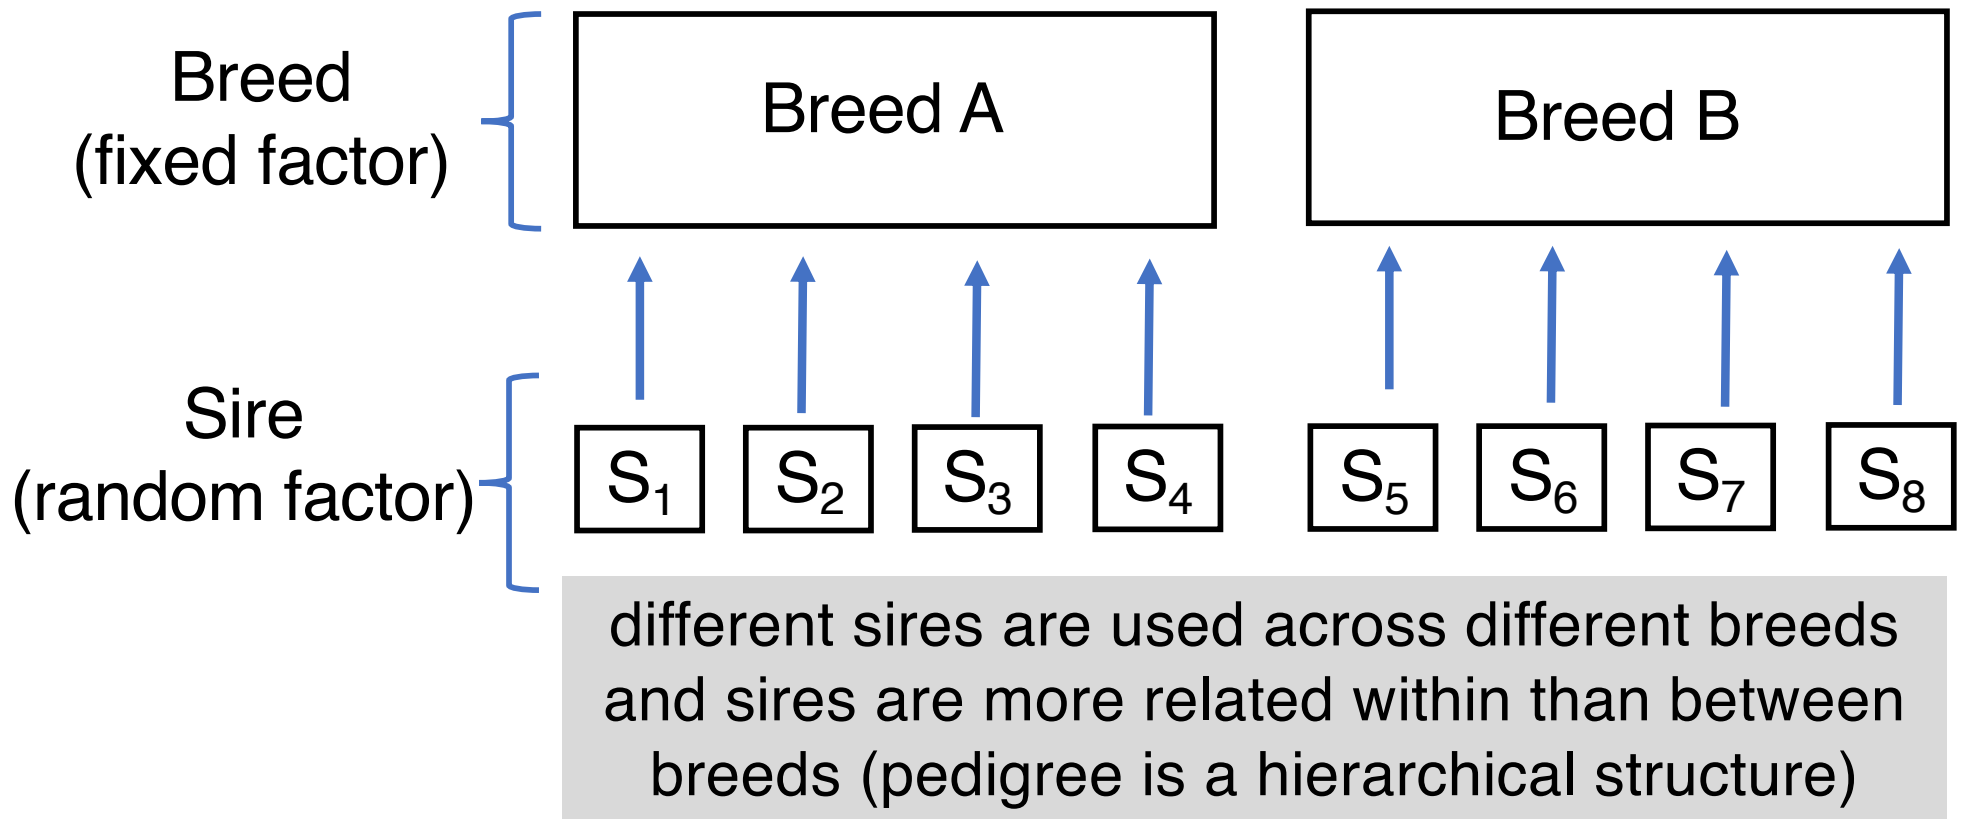 Breed
(fixed factor)
Breed A
Breed B
Sire
(random factor)
S₁
S₂
S₃
S₄
S₅
S₆
S₇
S₈
different sires are used across different breeds
and sires are more related within than between
breeds (pedigree is a hierarchical structure)